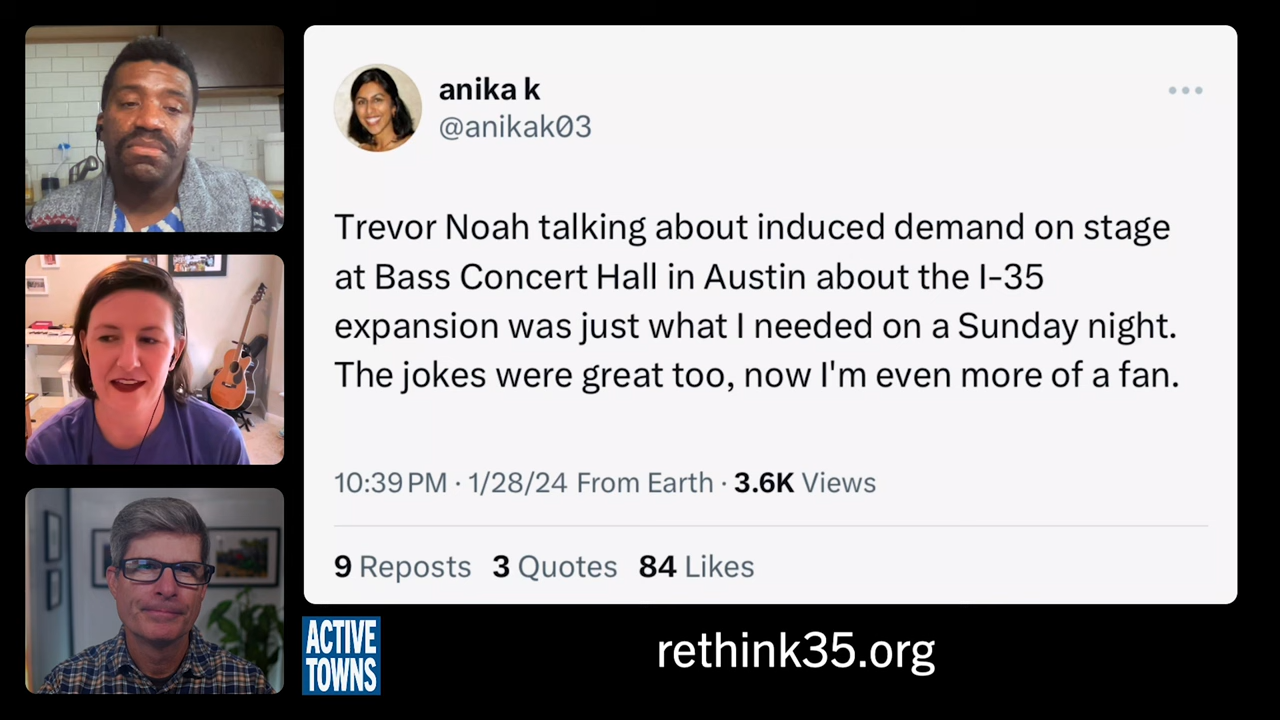 anika k
@anikak03
Trevor Noah talking about induced demand on stage
at Bass Concert Hall in Austin about the I-35
expansion was just what I needed on a Sunday night.
The jokes were great too, now I'm even more of a fan.
10:39 PM · 1/28/24 From Earth · 3.6K Views
9 Reposts 3 Quotes 84 Likes
ACTIVE
TOWNS
rethink35.org